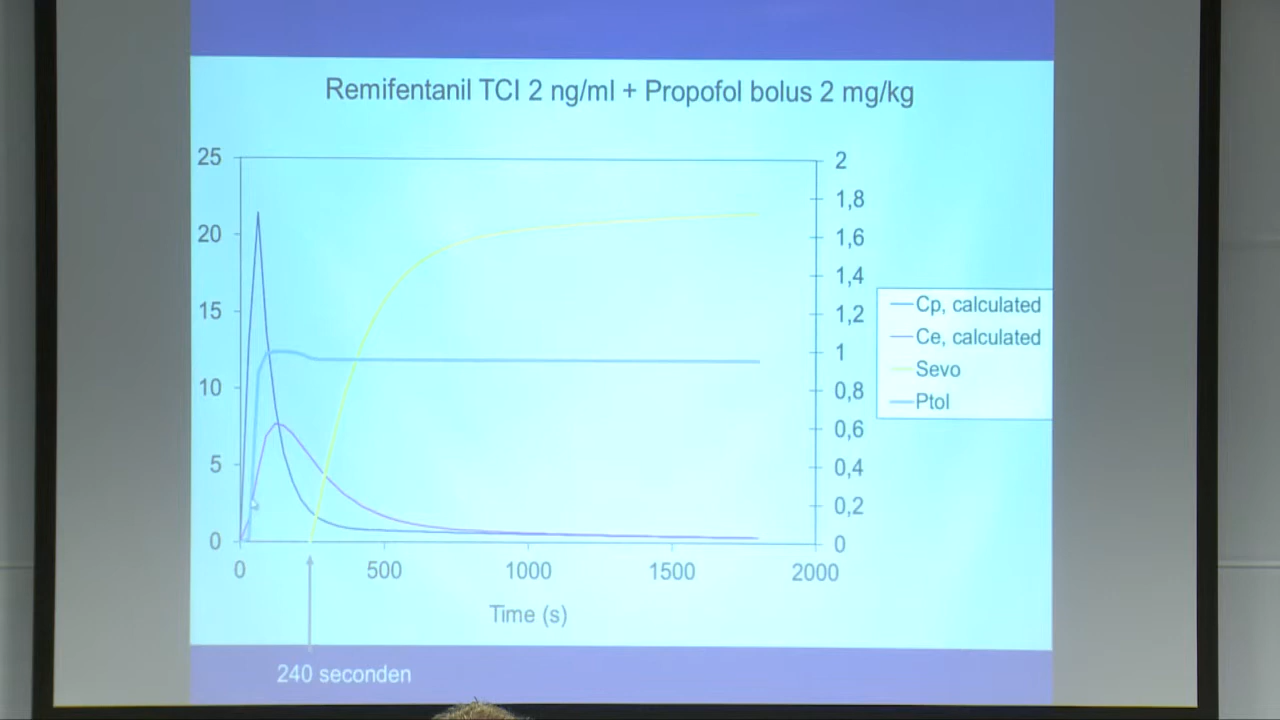 Remifentanil TCI 2 ng/ml + Propofol bolus 2 mg/kg
25
20
15
10
5
0
2
1,8
1,6
1,4
1,2
1
0,8
0,6
0,4
0,2
0
Cp, calculated
Ce, calculated
Sevo
Ptol
0 500 1000 1500 2000
Time (s)
240 seconden